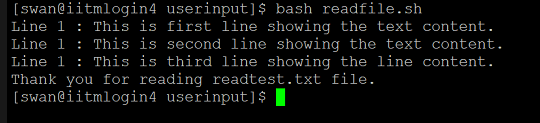 [swan@iitmlogin4 userinput]$ bash readfile.sh
Line 1 : This is first line showing the text content.
Line 1 : This is second line showing the text content.
Line 1 : This is third line showing the line content.
Thank you for reading readtest.txt file.
[swan@iitmlogin4 userinput]$